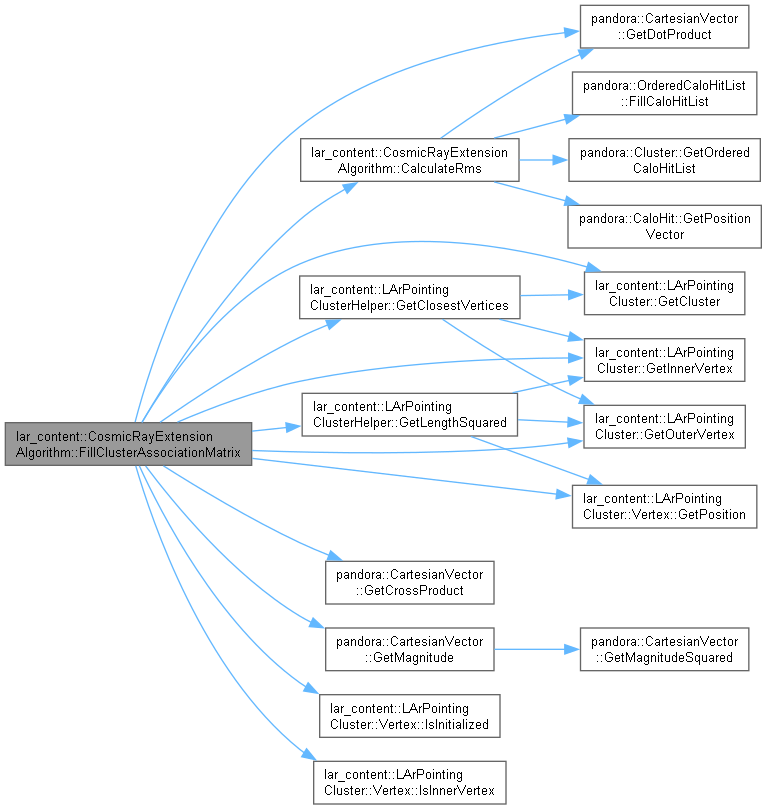 pandora::CartesianVector
::GetDotProduct
pandora::OrderedCaloHitList
::FillCaloHitList
lar_content::CosmicRayExtension
Algorithm::CalculateRms
pandora::Cluster::GetOrdered
CaloHitList
pandora::CaloHit::GetPosition
Vector
lar_content::LArPointing
Cluster::GetCluster
lar_content::LArPointing
ClusterHelper::GetClosestVertices
lar_content::LArPointing
Cluster::GetInnerVertex
lar_content::LArPointing
ClusterHelper::GetLengthSquared
lar_content::LArPointing
Cluster::GetOuterVertex
lar_content::CosmicRayExtension
Algorithm::FillClusterAssociationMatrix
lar_content::LArPointing
Cluster::Vertex::GetPosition
pandora::CartesianVector
::GetCrossProduct
pandora::CartesianVector
::GetMagnitude
pandora::CartesianVector
::GetMagnitudeSquared
lar_content::LArPointing
Cluster::Vertex::IsInitialized
lar_content::LArPointing
Cluster::Vertex::IsInnerVertex